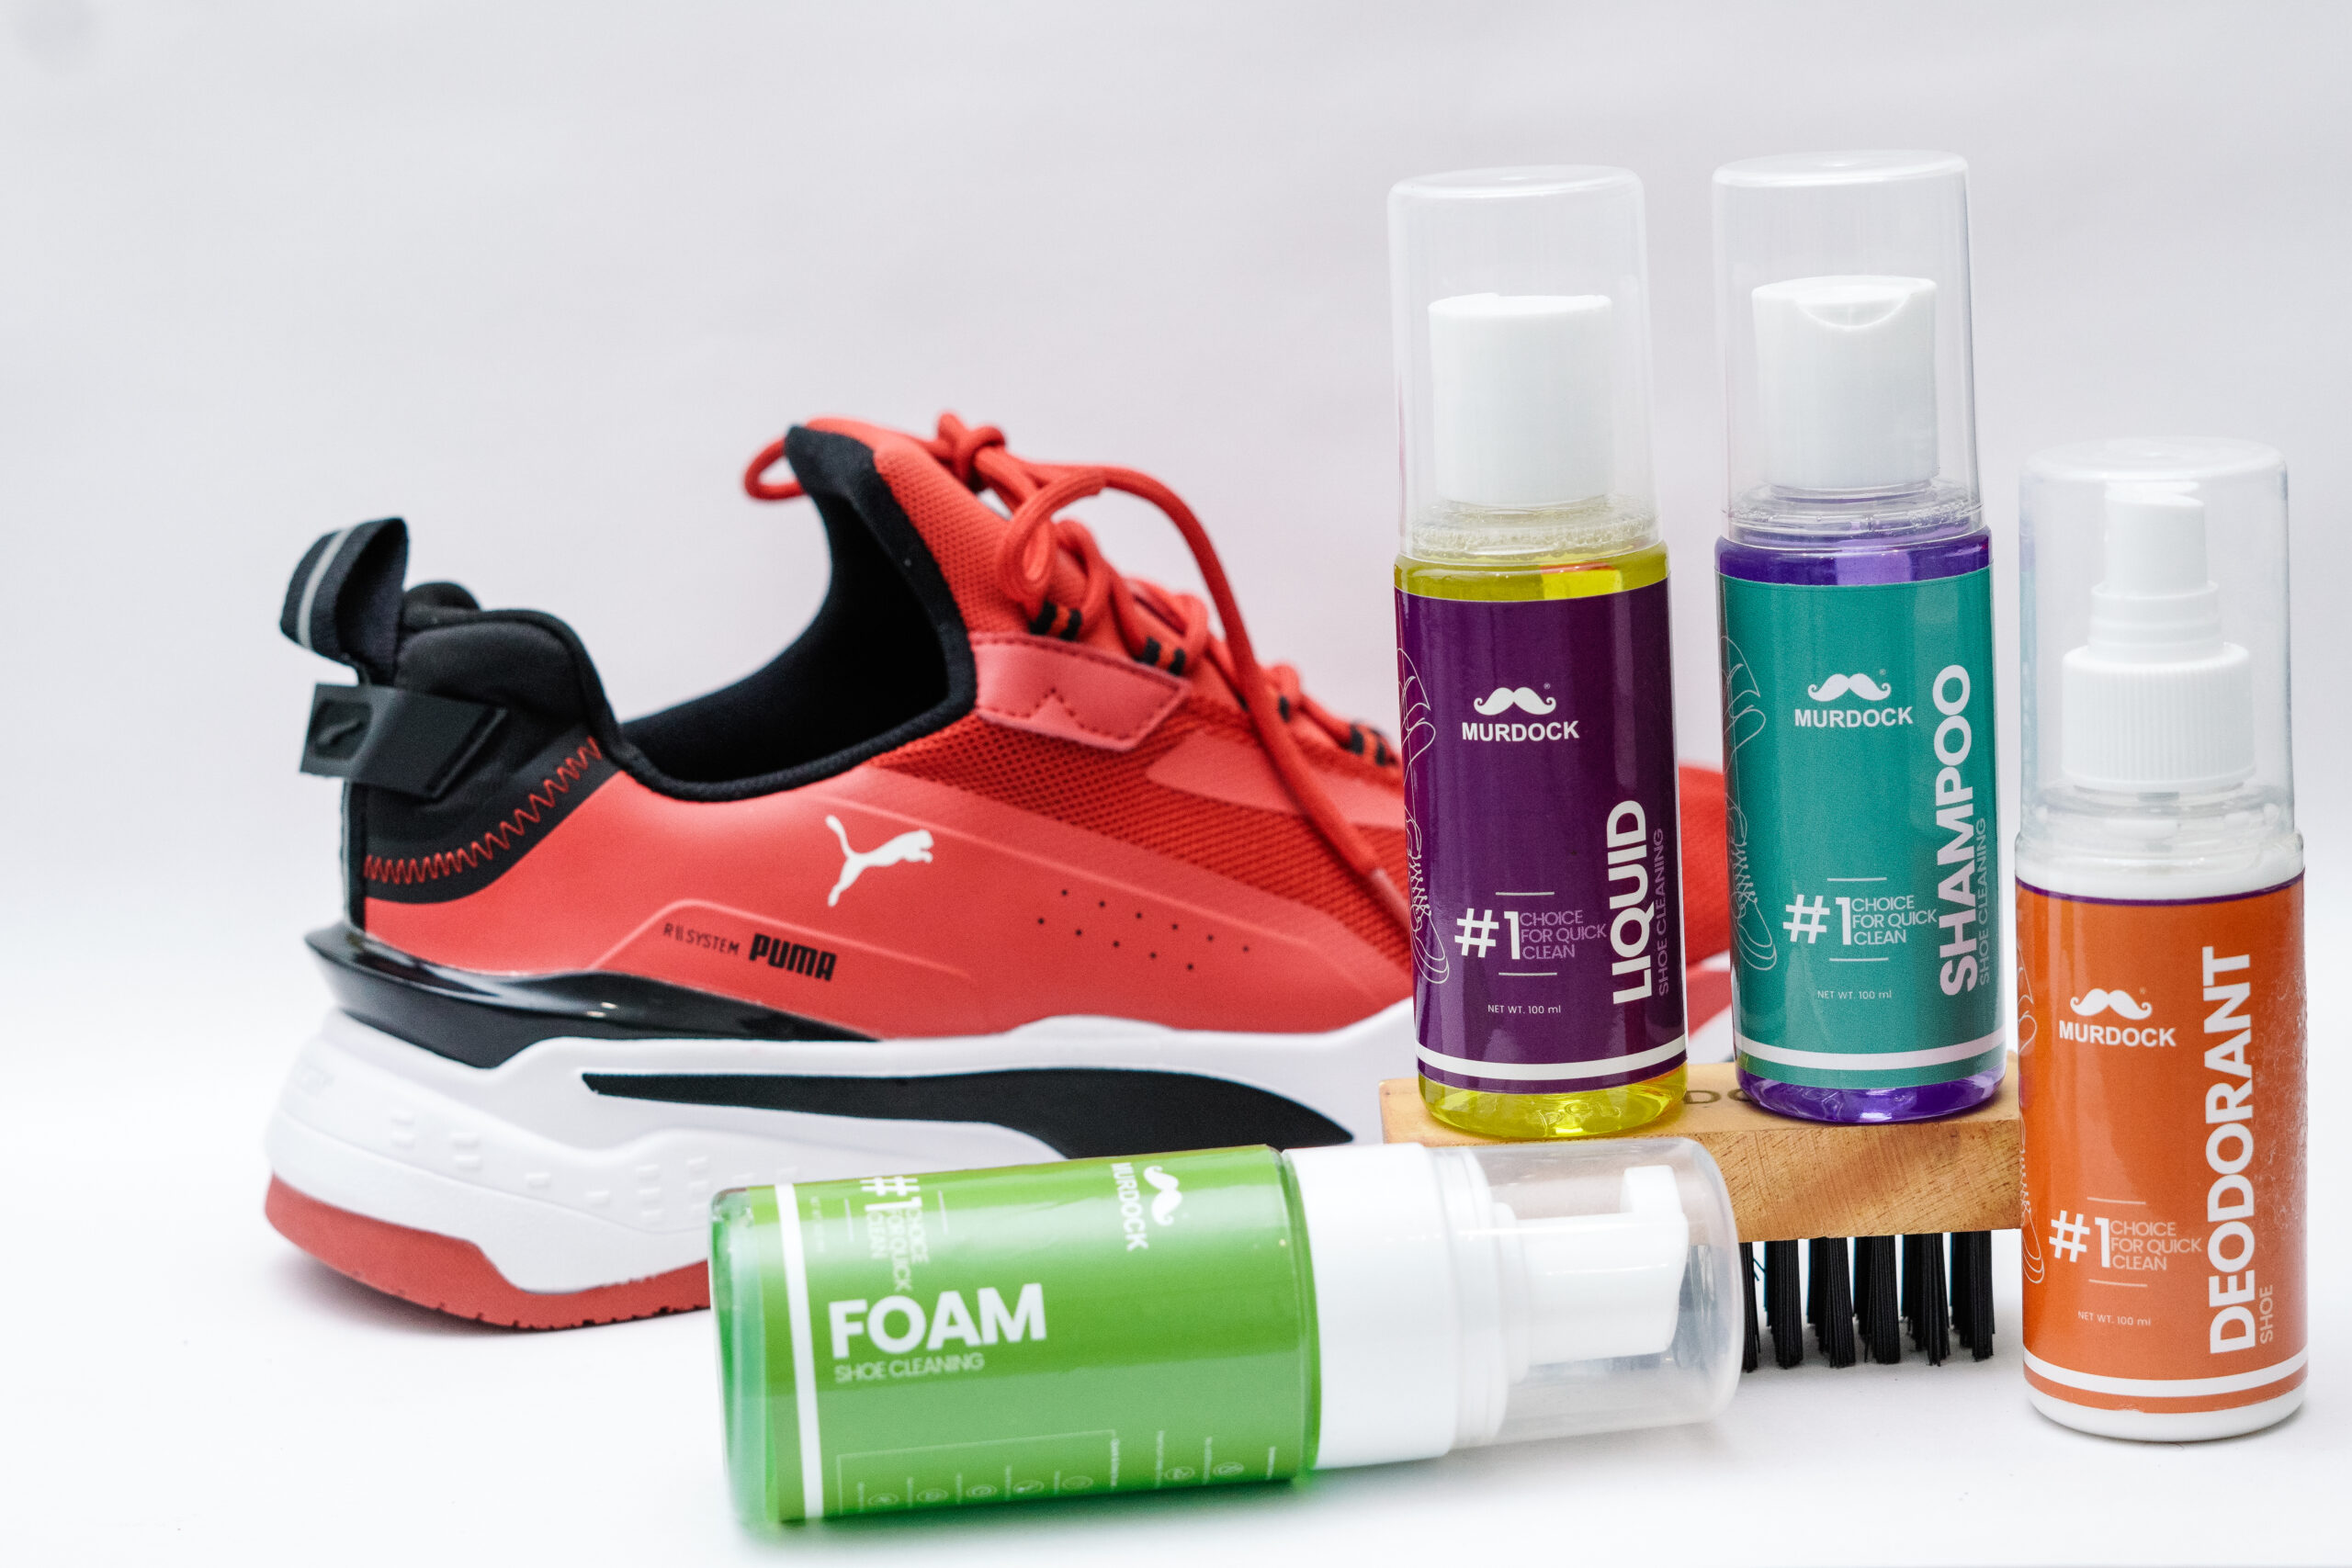 RII SYSTEM PUMA
MURDOCK
#1 CHOICE
FOR QUICK
CLEAN
NET WT. 100 ml
LIQUID
SHOE CLEANING
MURDOCK
#1 CHOICE
FOR QUICK
CLEAN
NET WT. 100 ml
SHAMPOO
SHOE CLEANING
MURDOCK
#1 CHOICE
FOR QUICK
CLEAN
NET WT. 100 ml
DEODORANT
SHOE
MURDOCK
#1 CHOICE
FOR QUICK
CLEAN
FOAM
SHOE CLEANING